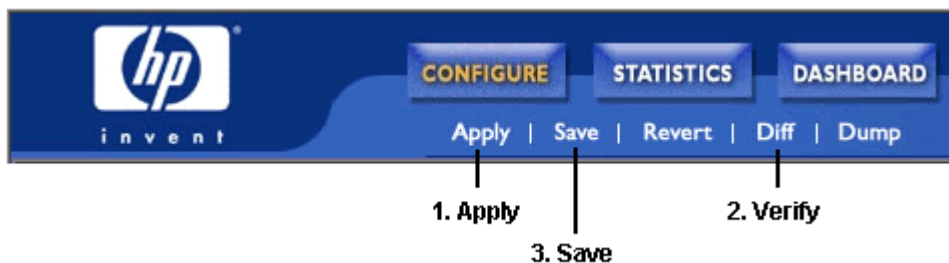 hp
invent
CONFIGURE STATISTICS DASHBOARD
Apply | Save | Revert | Diff | Dump
1. Apply 2. Verify
3. Save